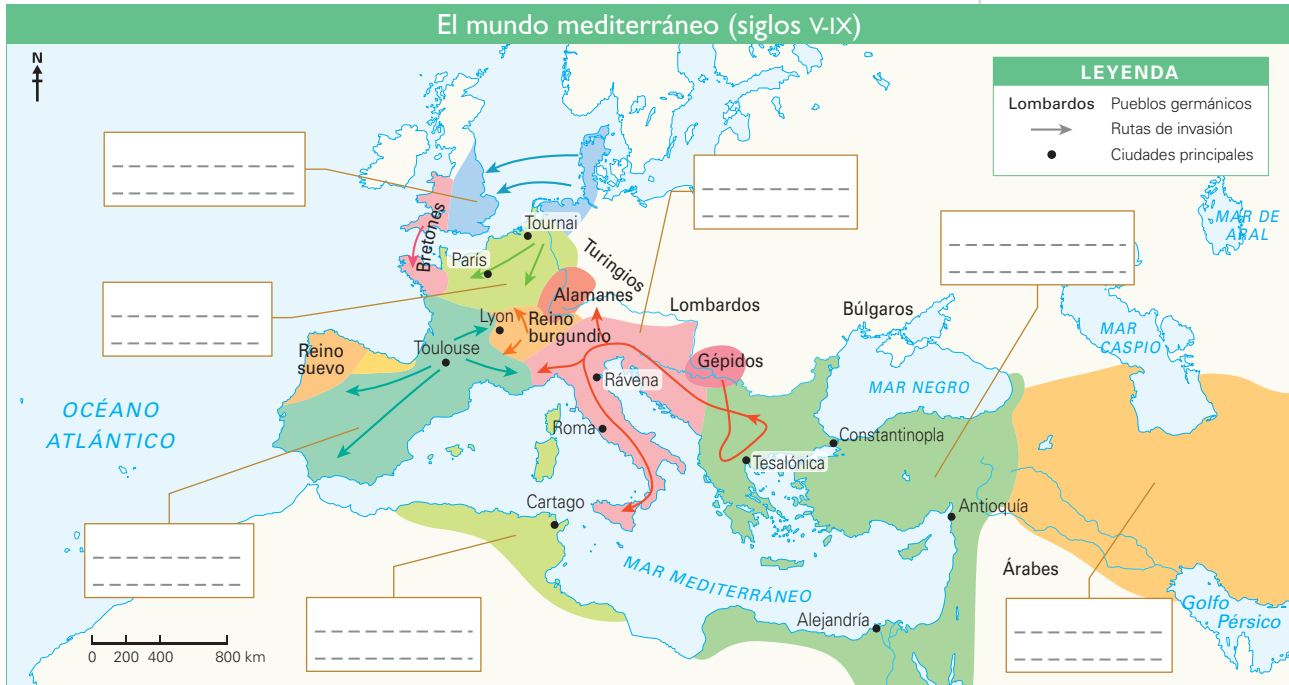 El mundo mediterráneo (siglos V-IX)
N
LEYENDA
Lombardos Pueblos germánicos
Rutas de invasión
Ciudades principales
MAR DE
ARAL
Bretones
Tournai
París
Turingios
Alamanes
Lombardos
Búlgaros
Lyon
Reino
burgundio
Toulouse
Reino
suevo
Gépidos
MAR
CASPIO
Rávena
MAR NEGRO
OCÉANO
ATLÁNTICO
Roma
Constantinopla
Tesalónica
Cartago
Antioquía
MAR MEDITERRÁNEO
Árabes
Alejandría
Golfo
Pérsico
0 200 400 800 km